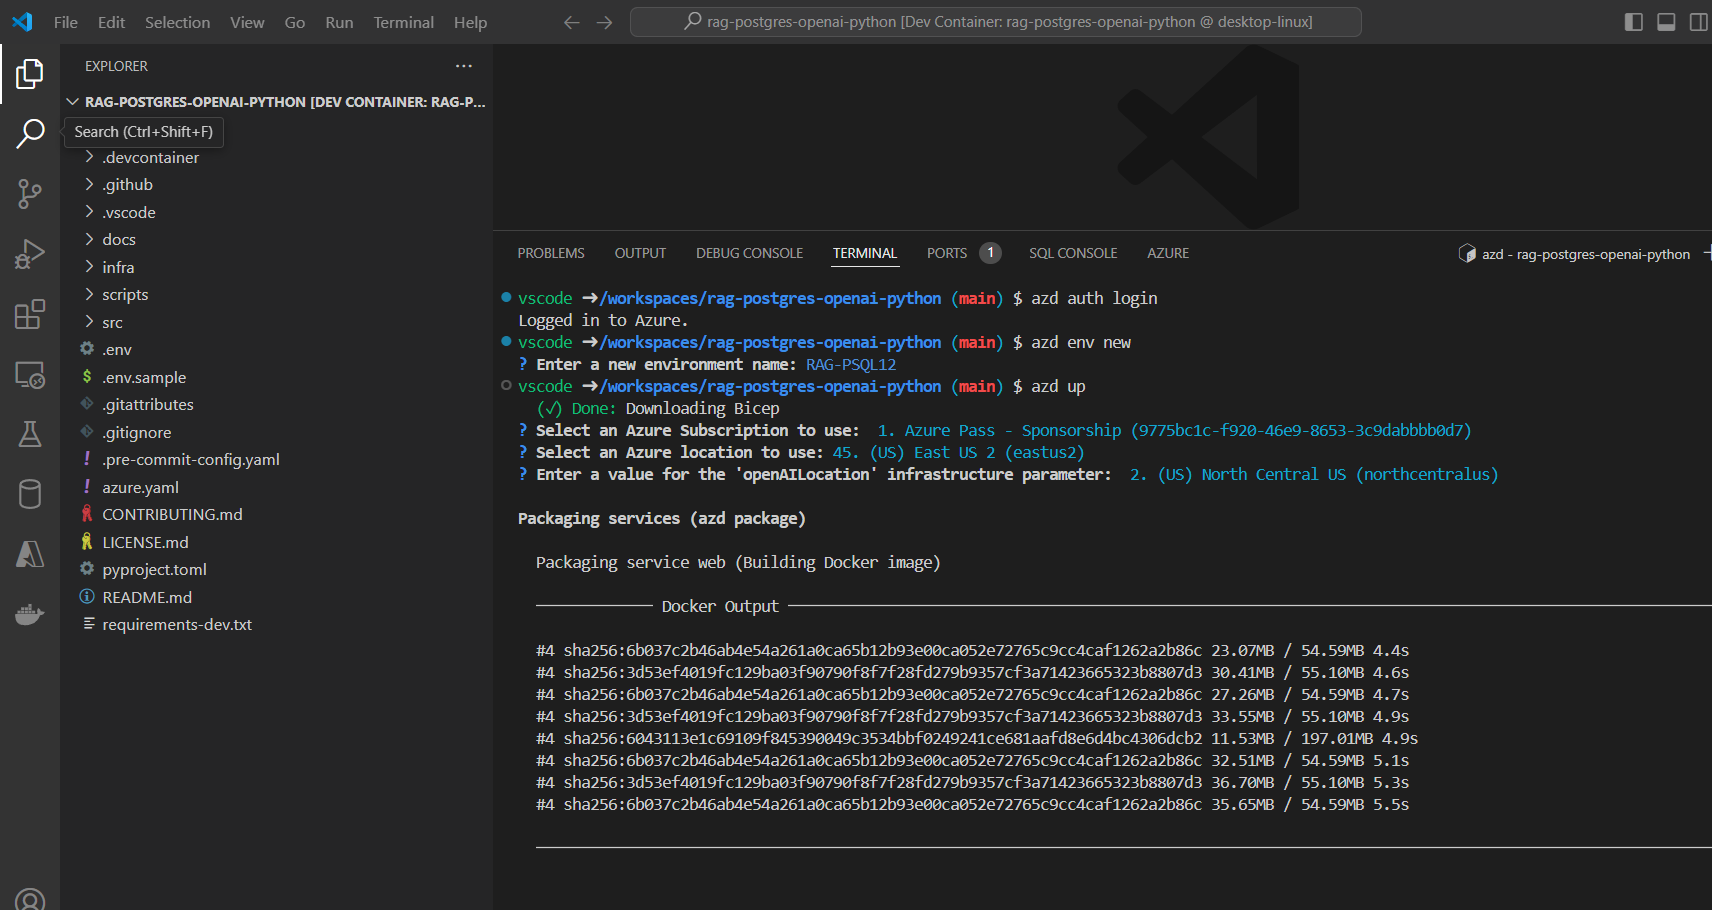 File Edit Selection View Go Run Terminal Help
rag-postgres-openai-python [Dev Container: rag-postgres-openai-python @ desktop-linux]
EXPLORER
RAG-POSTGRES-OPENAI-PYTHON [DEV CONTAINER: RAG-P...
Search (Ctrl+Shift+F)
.devcontainer
.github
.vscode
docs
infra
scripts
src
.env
$ .env.sample
.gitattributes
.gitignore
! .pre-commit-config.yaml
! azure.yaml
CONTRIBUTING.md
LICENSE.md
pyproject.toml
README.md
requirements-dev.txt
PROBLEMS OUTPUT DEBUG CONSOLE TERMINAL PORTS 1 SQL CONSOLE AZURE
azd - rag-postgres-openai-python
vscode ➜/workspaces/rag-postgres-openai-python (main) $ azd auth login
Logged in to Azure.
vscode ➜/workspaces/rag-postgres-openai-python (main) $ azd env new
? Enter a new environment name: RAG-PSQL12
vscode ➜/workspaces/rag-postgres-openai-python (main) $ azd up
(✓) Done: Downloading Bicep
? Select an Azure Subscription to use: 1. Azure Pass - Sponsorship (9775bc1c-f920-46e9-8653-3c9dabbbb0d7)
? Select an Azure location to use: 45. (US) East US 2 (eastus2)
? Enter a value for the 'openAILocation' infrastructure parameter: 2. (US) North Central US (northcentralus)
Packaging services (azd package)
Packaging service web (Building Docker image)
Docker Output
#4 sha256:6b037c2b46ab4e54a261a0ca65b12b93e00ca052e72765c9cc4caf1262a2b86c 23.07MB / 54.59MB 4.4s
#4 sha256:3d53ef4019fc129ba03f90790f8f7f28fd279b9357cf3a71423665323b8807d3 30.41MB / 55.10MB 4.6s
#4 sha256:6b037c2b46ab4e54a261a0ca65b12b93e00ca052e72765c9cc4caf1262a2b86c 27.26MB / 54.59MB 4.7s
#4 sha256:3d53ef4019fc129ba03f90790f8f7f28fd279b9357cf3a71423665323b8807d3 33.55MB / 55.10MB 4.9s
#4 sha256:6043113e1c69109f845390049c3534bbf0249241ce681aafd8e6d4bc4306dcb2 11.53MB / 197.01MB 4.9s
#4 sha256:6b037c2b46ab4e54a261a0ca65b12b93e00ca052e72765c9cc4caf1262a2b86c 32.51MB / 54.59MB 5.1s
#4 sha256:3d53ef4019fc129ba03f90790f8f7f28fd279b9357cf3a71423665323b8807d3 36.70MB / 55.10MB 5.3s
#4 sha256:6b037c2b46ab4e54a261a0ca65b12b93e00ca052e72765c9cc4caf1262a2b86c 35.65MB / 54.59MB 5.5s